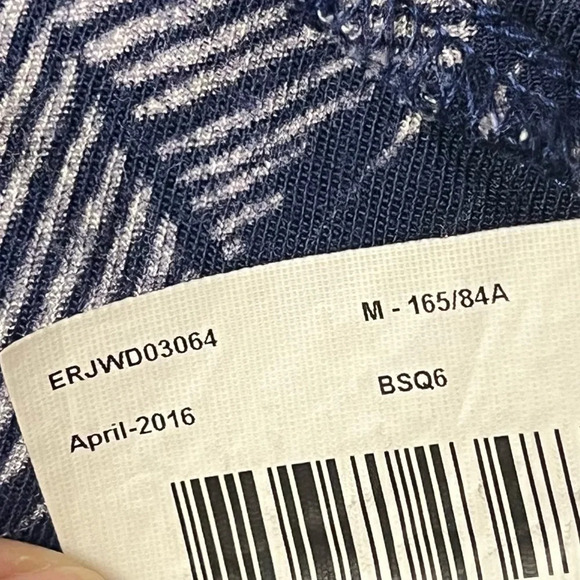 ERJWD03064
M - 165/84A
April-2016
BSQ6